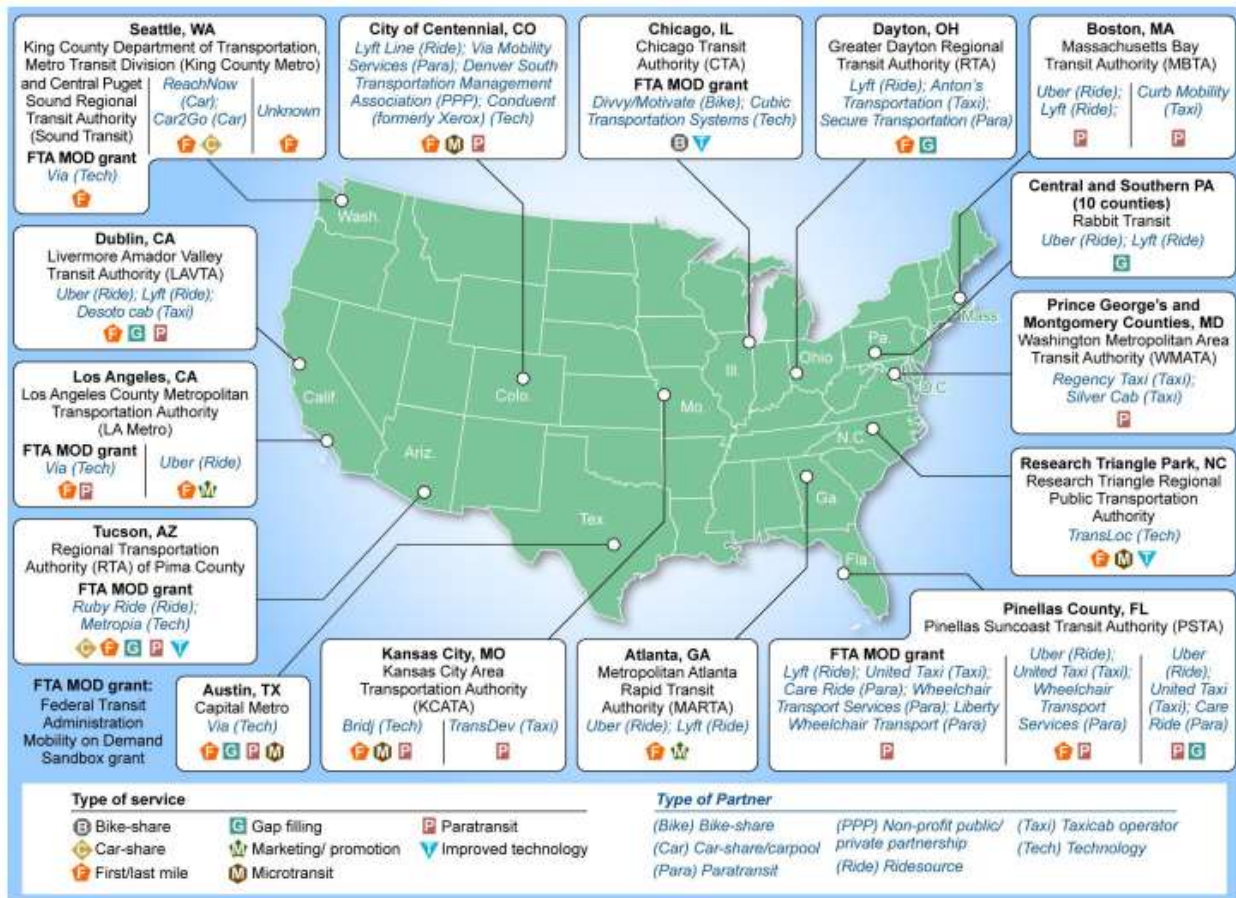 Seattle, WA
King County Department of Transportation,
Metro Transit Division (King County Metro)
and Central Puget
Sound Regional
Transit Authority
(Sound Transit)
FTA MOD grant
Via (Tech)
F
ReachNow
(Car);
Car2Go (Car)
F C
Unknown
F
City of Centennial, CO
Lyft Line (Ride); Via Mobility
Services (Para); Denver South
Transportation Management
Association (PPP); Conduent
(formerly Xerox) (Tech)
F M P
Chicago, IL
Chicago Transit
Authority (CTA)
FTA MOD grant
Divvy/Motivate (Bike); Cubic
Transportation Systems (Tech)
B T
Dayton, OH
Greater Dayton Regional
Transit Authority (RTA)
Lyft (Ride); Anton's
Transportation (Taxi);
Secure Transportation (Para)
F G
Boston, MA
Massachusetts Bay
Transit Authority (MBTA)
Uber (Ride);
Lyft (Ride);
P
Curb Mobility
(Taxi)
P
Central and Southern PA
(10 counties)
Rabbit Transit
Uber (Ride); Lyft (Ride)
G
Dublin, CA
Livermore Amador Valley
Transit Authority (LAVTA)
Uber (Ride); Lyft (Ride);
Desoto cab (Taxi)
F G P
Prince George's and
Montgomery Counties, MD
Washington Metropolitan Area
Transit Authority (WMATA)
Regency Taxi (Taxi);
Silver Cab (Taxi)
P
Los Angeles, CA
Los Angeles County Metropolitan
Transportation Authority
(LA Metro)
FTA MOD grant
Via (Tech)
F P
Uber (Ride)
F M
Research Triangle Park, NC
Research Triangle Regional
Public Transportation
Authority
TransLoc (Tech)
F M T
Tucson, AZ
Regional Transportation
Authority (RTA) of Pima County
FTA MOD grant
Ruby Ride (Ride);
Metropia (Tech)
C F G P T
Wash.
Calif.
Ariz.
Colo.
Tex.
Mo.
Ill.
Ohio
Pa.
Mass.
D.C.
N.C.
Ga.
Fla.
FTA MOD grant:
Federal Transit
Administration
Mobility on Demand
Sandbox grant
Austin, TX
Capital Metro
Via (Tech)
F G P M
Kansas City, MO
Kansas City Area
Transportation Authority
(KCATA)
Bridj (Tech)
F M P
TransDev (Taxi)
P
Atlanta, GA
Metropolitan Atlanta
Rapid Transit
Authority (MARTA)
Uber (Ride); Lyft (Ride)
F M
Pinellas County, FL
Pinellas Suncoast Transit Authority (PSTA)
FTA MOD grant
Lyft (Ride); United Taxi (Taxi);
Care Ride (Para); Wheelchair
Transport Services (Para); Liberty
Wheelchair Transport (Para)
P
Uber (Ride);
United Taxi (Taxi);
Wheelchair
Transport
Services (Para)
F P
Uber
(Ride);
United Taxi
(Taxi); Care
Ride (Para)
P G
Type of service
B Bike-share
C Car-share
F First/last mile
G Gap filling
M Marketing/ promotion
M Microtransit
P Paratransit
T Improved technology
Type of Partner
(Bike) Bike-share
(Car) Car-share/carpool
(Para) Paratransit
(PPP) Non-profit public/
private partnership
(Ride) Ridesource
(Taxi) Taxicab operator
(Tech) Technology